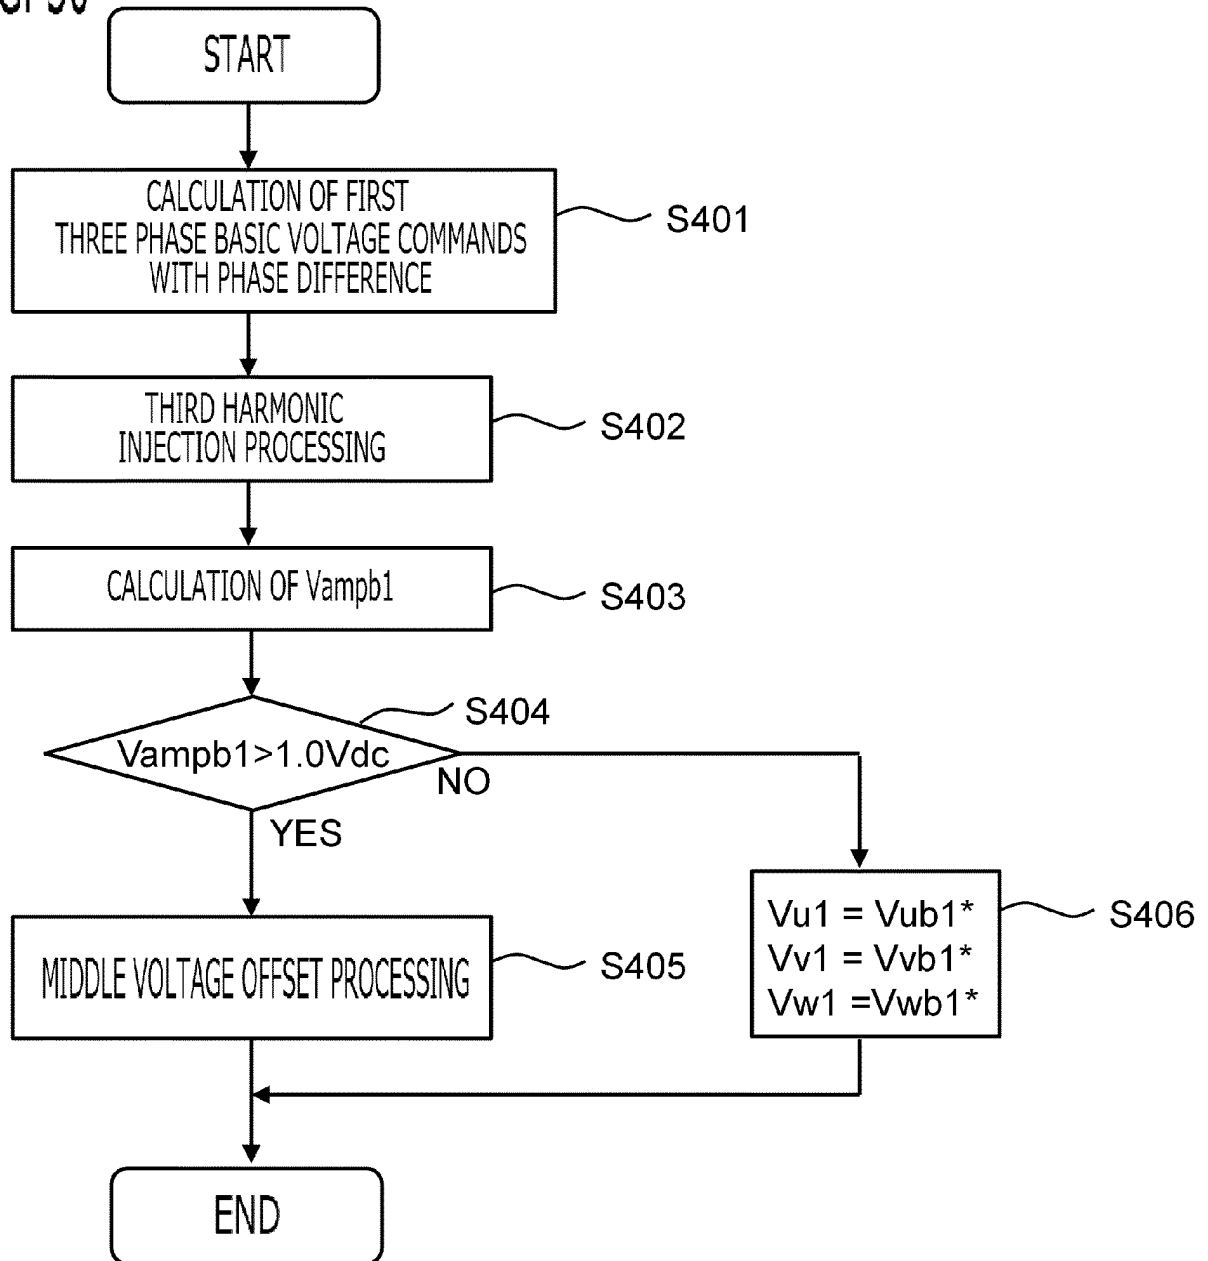 START
CALCULATION OF FIRST
THREE PHASE BASIC VOLTAGE COMMANDS
WITH PHASE DIFFERENCE
S401
THIRD HARMONIC
INJECTION PROCESSING
S402
CALCULATION OF Vampb1
S403
S404
Vampb1>1.0Vdc
NO
YES
MIDDLE VOLTAGE OFFSET PROCESSING
S405
Vu1 = Vub1*
Vv1 = Vvb1*
Vw1 =Vwb1*
S406
END